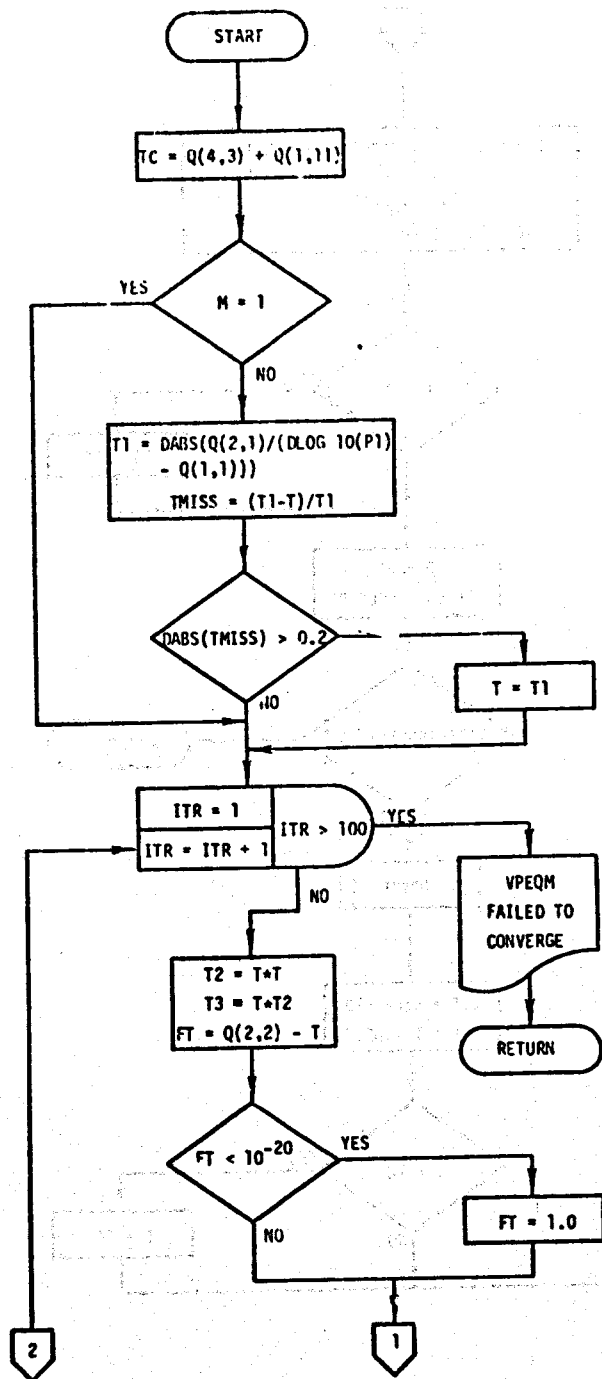 START
TC = Q(4,3) + Q(1,11)
YES
M = 1
NO
T1 = DABS(Q(2,1)/(DLOG 10(P1)
- Q(1,1)))
TMISS = (T1-T)/T1
DABS(TMISS) > 0.2
T = T1
NO
ITR = 1
ITR > 100
YES
ITR = ITR + 1
NO
VPEQM
FAILED TO
CONVERGE
T2 = T*T
T3 = T*T2
FT = Q(2,2) - T
RETURN
FT < 10⁻²⁰
YES
FT = 1.0
NO
2
1